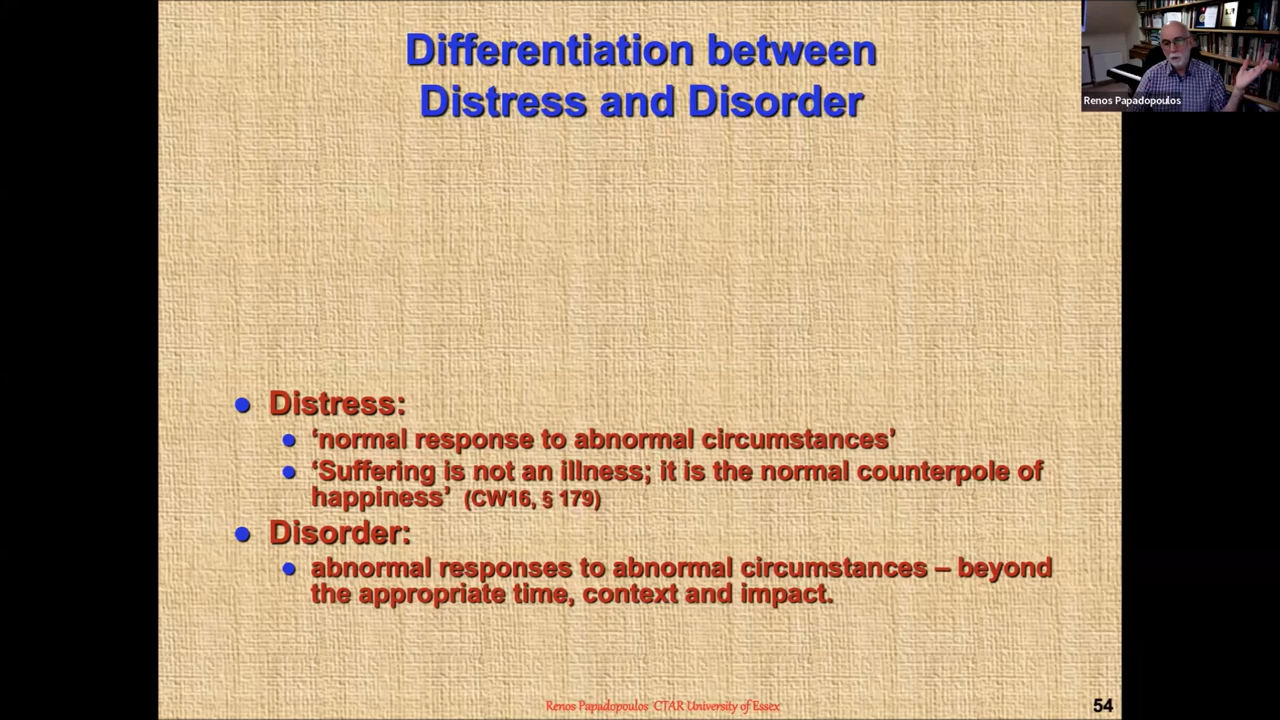 Differentiation between
Distress and Disorder
Renos Papadopoulos
● Distress:
● ‘normal response to abnormal circumstances’
● ‘Suffering is not an illness; it is the normal counterpole of
happiness’ (CW16, § 179)
● Disorder:
● abnormal responses to abnormal circumstances – beyond
the appropriate time, context and impact.
Renos Papadopoulos CTAR University of Essex
54